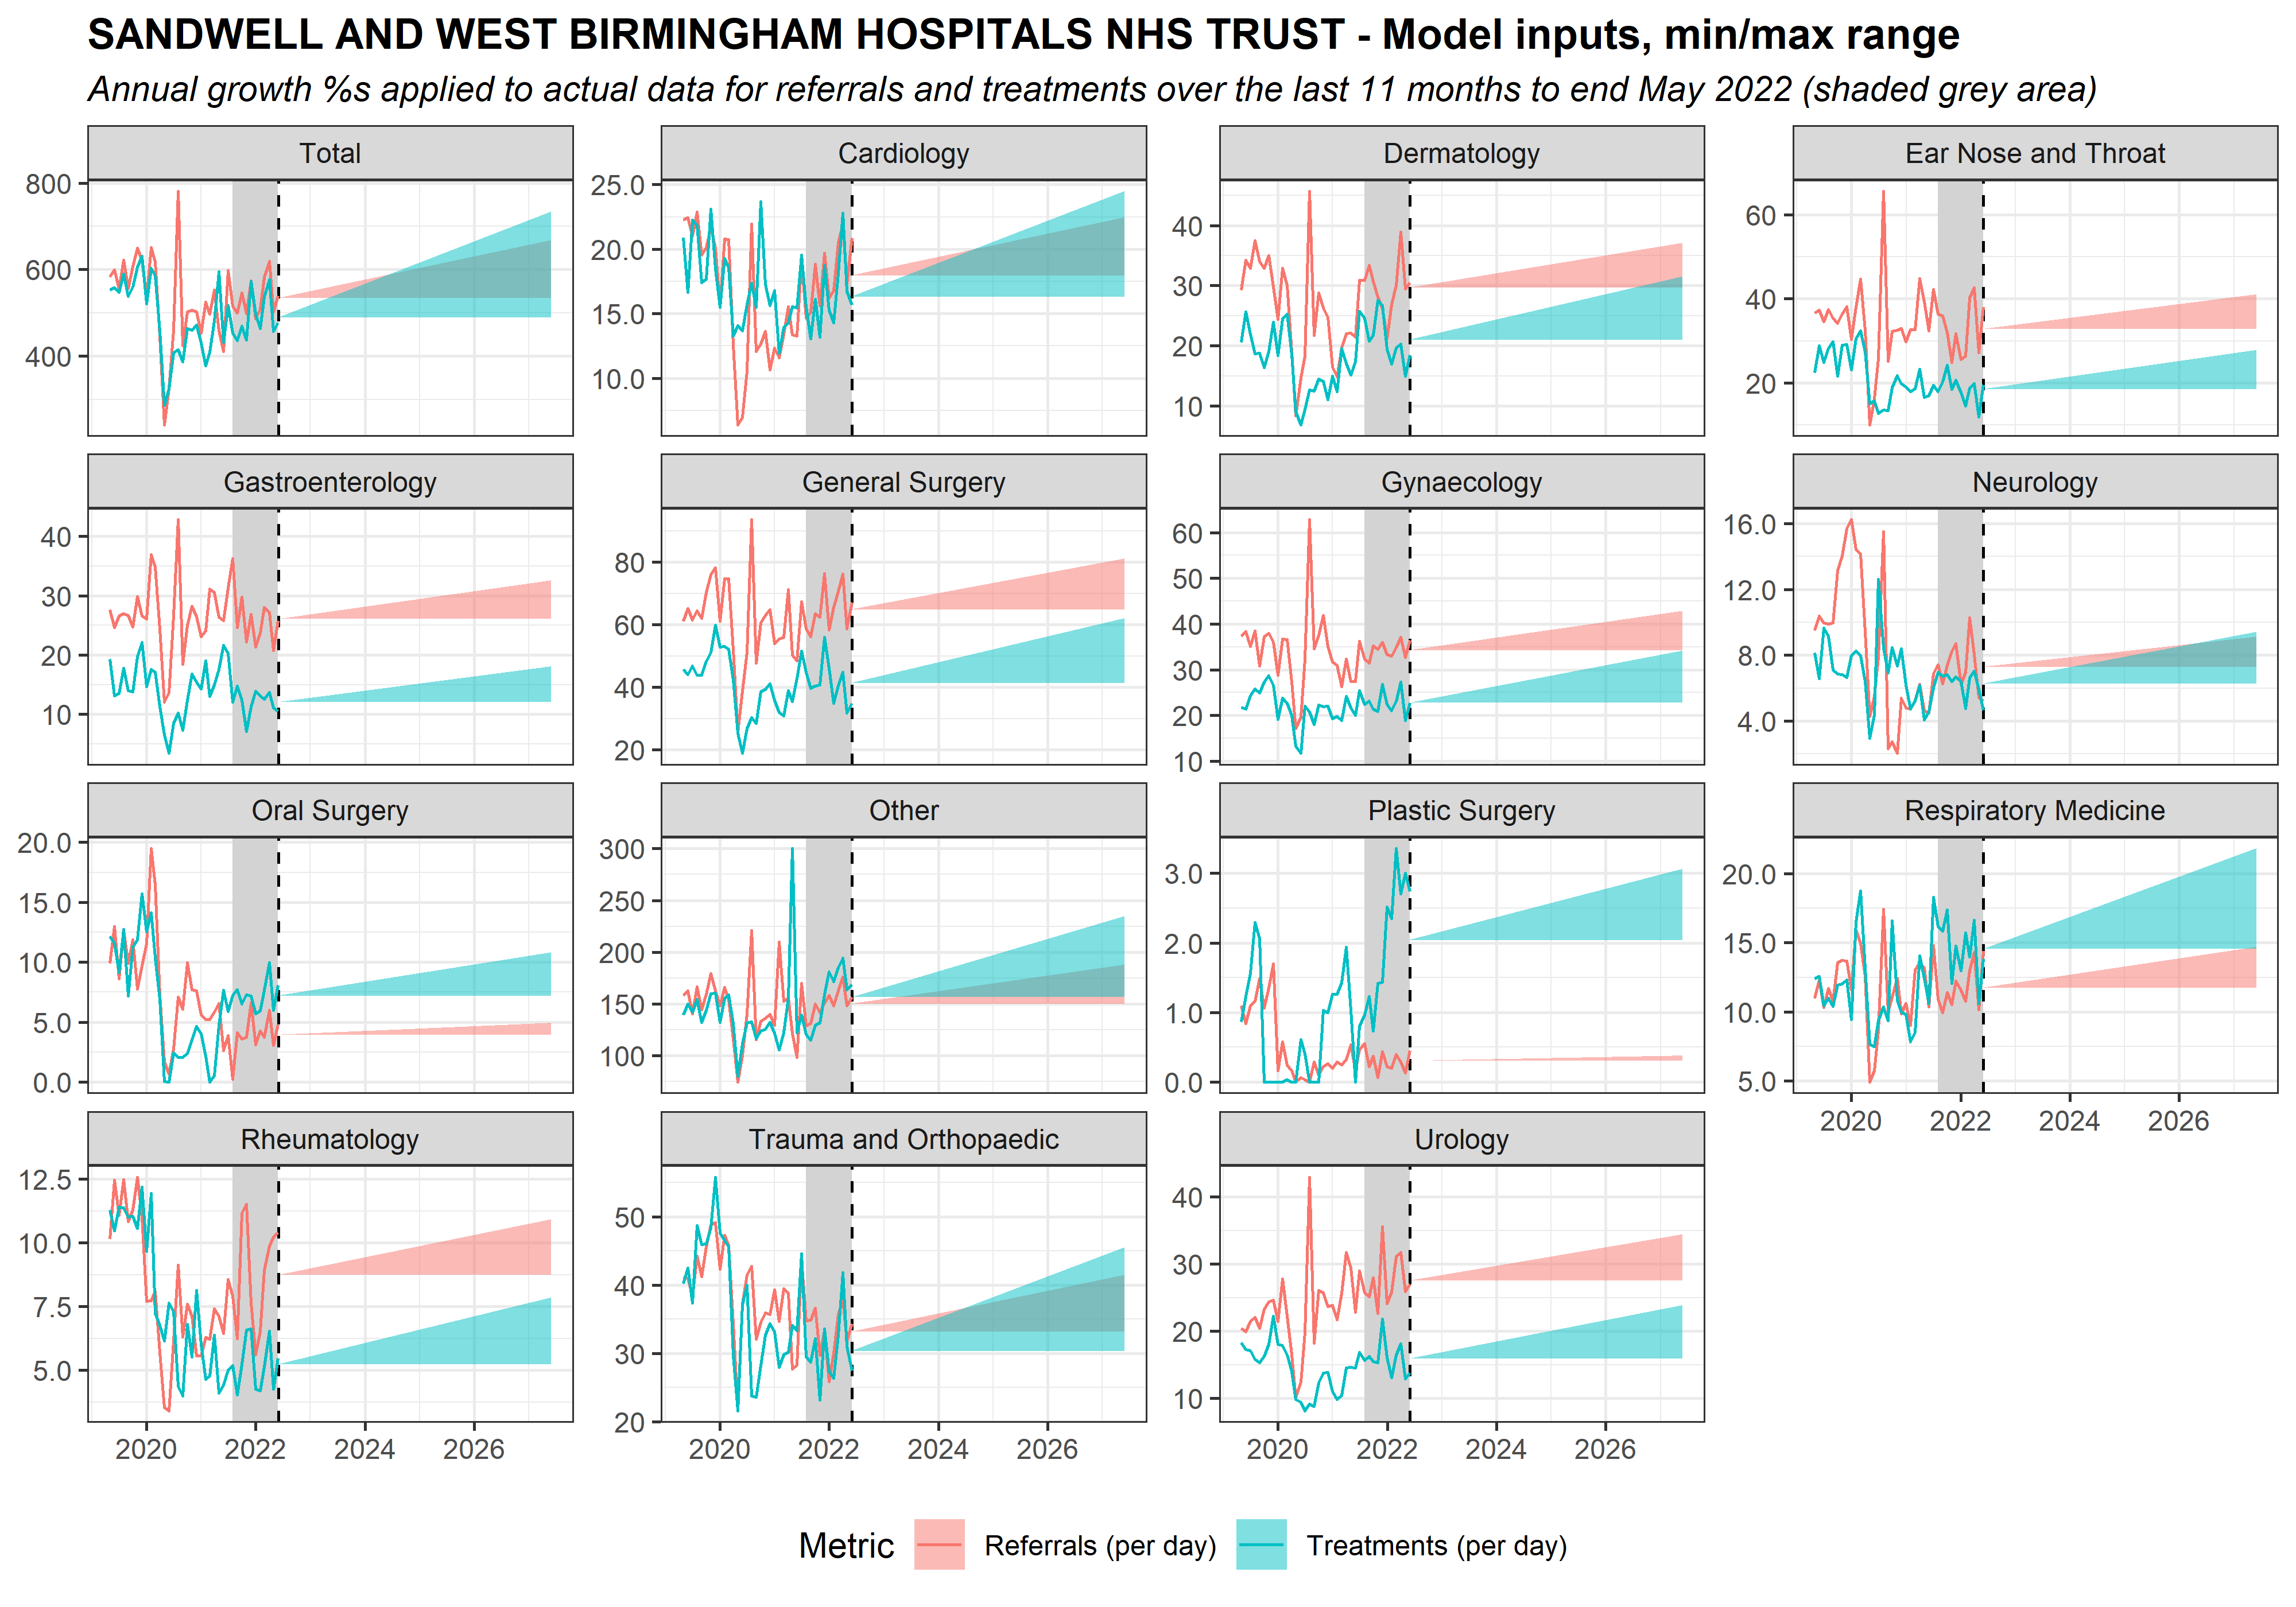 SANDWELL AND WEST BIRMINGHAM HOSPITALS NHS TRUST - Model inputs, min/max range
Annual growth %s applied to actual data for referrals and treatments over the last 11 months to end May 2022 (shaded grey area)
Total
800
600
400
Cardiology
25.0
20.0
15.0
10.0
Dermatology
40
30
20
10
Ear Nose and Throat
60
40
20
Gastroenterology
40
30
20
10
General Surgery
80
60
40
20
Gynaecology
60
50
40
30
20
10
Neurology
16.0
12.0
8.0
4.0
Oral Surgery
20.0
15.0
10.0
5.0
0.0
Other
300
250
200
150
100
Plastic Surgery
3.0
2.0
1.0
0.0
Respiratory Medicine
20.0
15.0
10.0
5.0
2020 2022 2024 2026
Rheumatology
12.5
10.0
7.5
5.0
2020 2022 2024 2026
Trauma and Orthopaedic
50
40
30
20
2020 2022 2024 2026
Urology
40
30
20
10
2020 2022 2024 2026
Metric Referrals (per day) Treatments (per day)